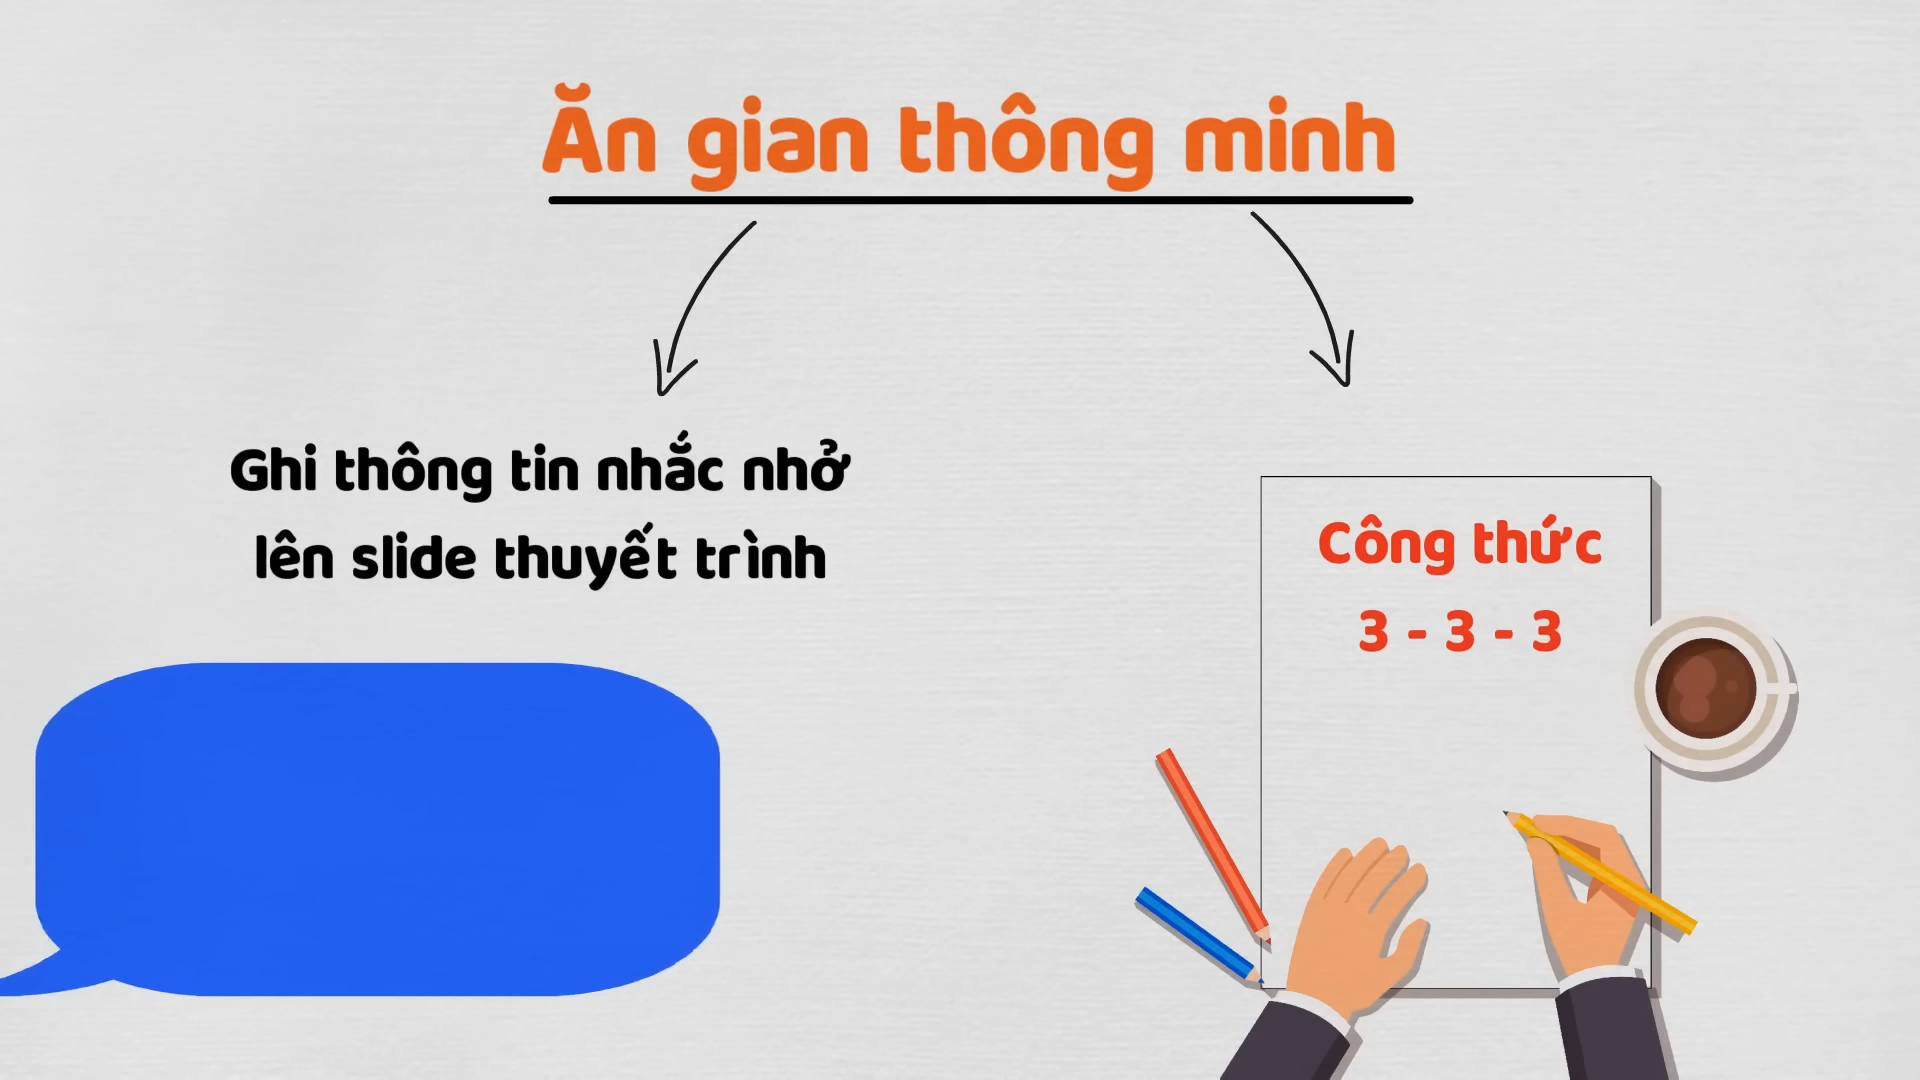 Ăn gian thông minh
Ghi thông tin nhắc nhở
lên slide thuyết trình
Công thức
3 - 3 - 3